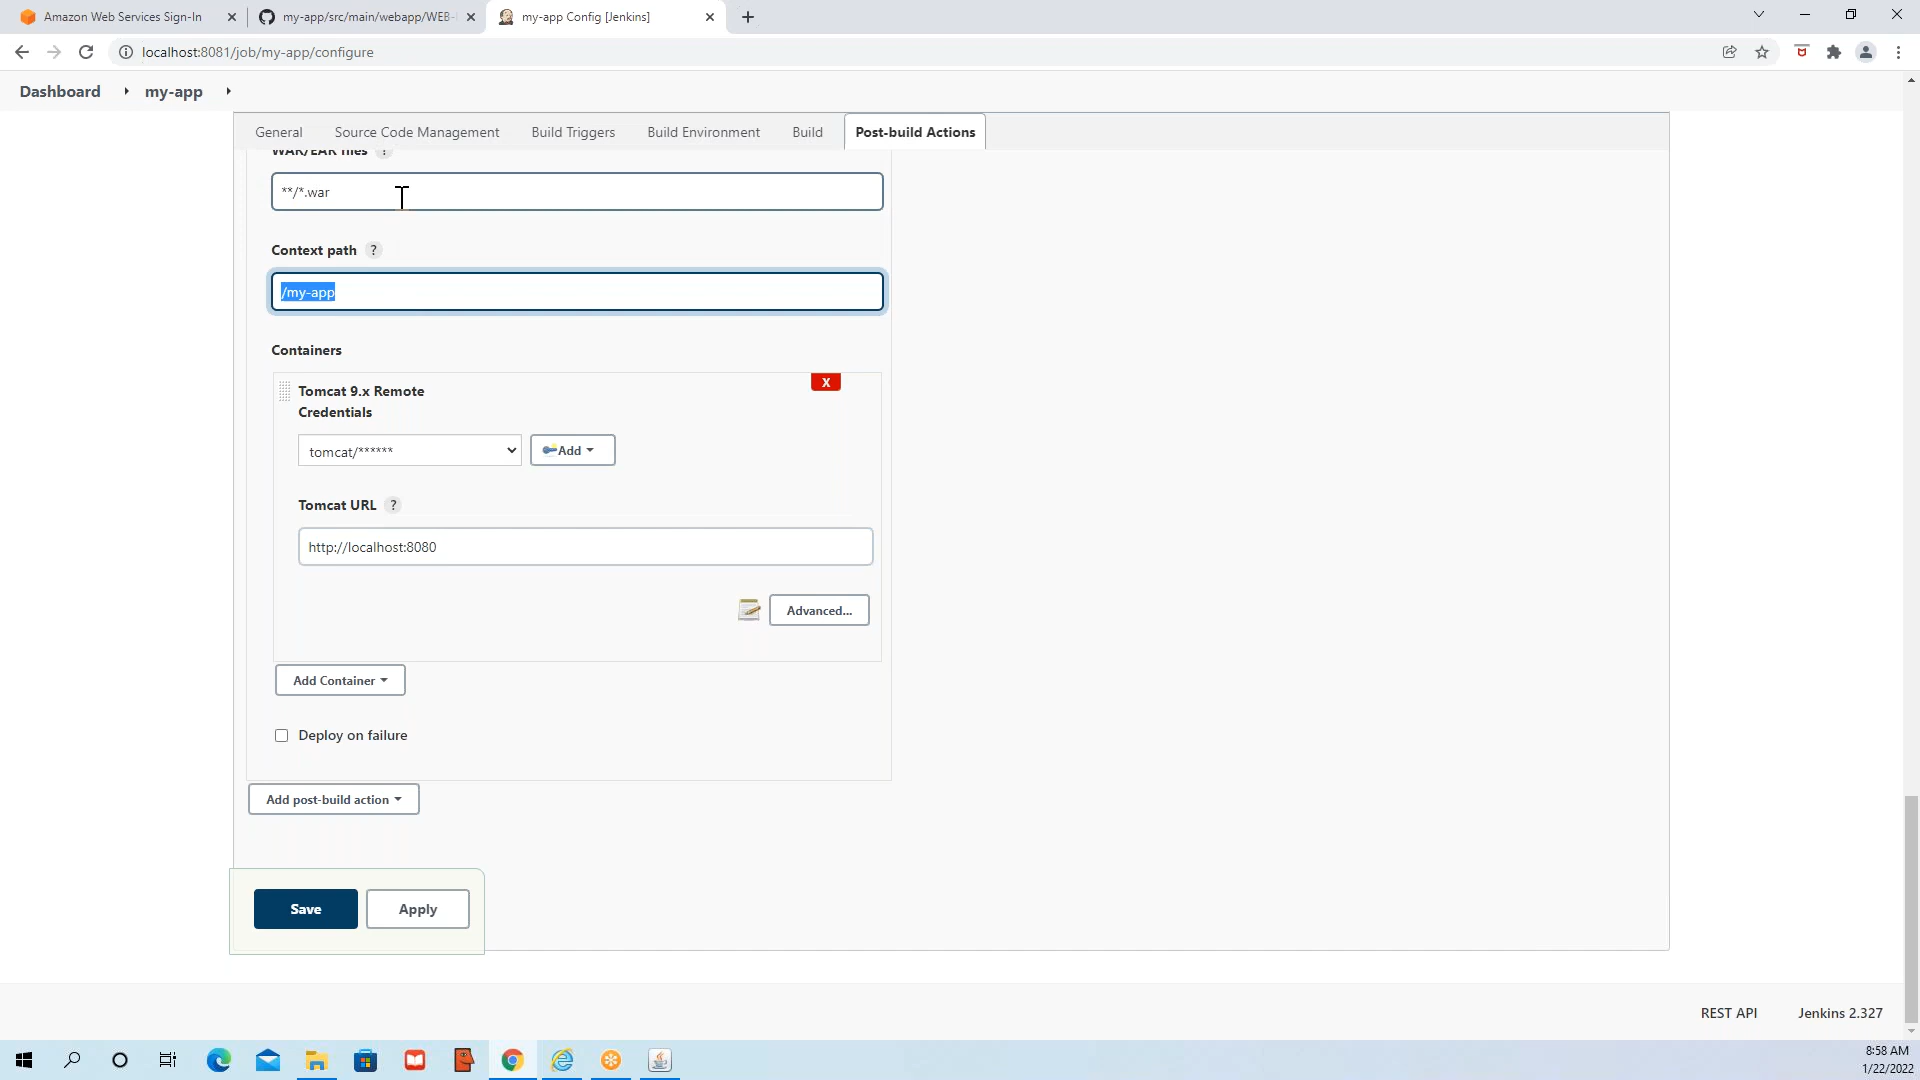 Amazon Web Services Sign-In
my-app/src/main/webapp/WEB-
my-app Config [Jenkins]
localhost:8081/job/my-app/configure
Dashboard
my-app
General
Source Code Management
Build Triggers
Build Environment
Build
Post-build Actions
WAR/EAR files ?
**/*.war
Context path ?
/my-app
Containers
X
Tomcat 9.x Remote
Credentials
tomcat/******
Add
Tomcat URL ?
http://localhost:8080
Advanced...
Add Container
Deploy on failure
Add post-build action
Save
Apply
REST API
Jenkins 2.327
8:58 AM
1/22/2022